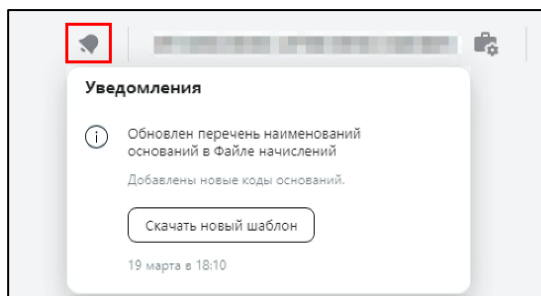 Уведомления
Обновлен перечень наименований
оснований в Файле начислений
Добавлены новые коды оснований.
Скачать новый шаблон
19 марта в 18:10